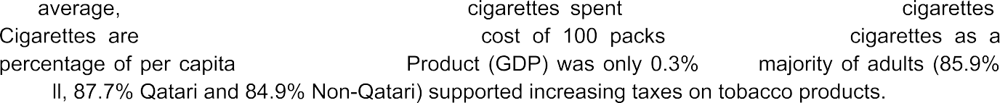 average, cigarettes spent cigarettes
Cigarettes are cost of 100 packs cigarettes as a
percentage of per capita Product (GDP) was only 0.3% majority of adults (85.9%
ll, 87.7% Qatari and 84.9% Non-Qatari) supported increasing taxes on tobacco products.